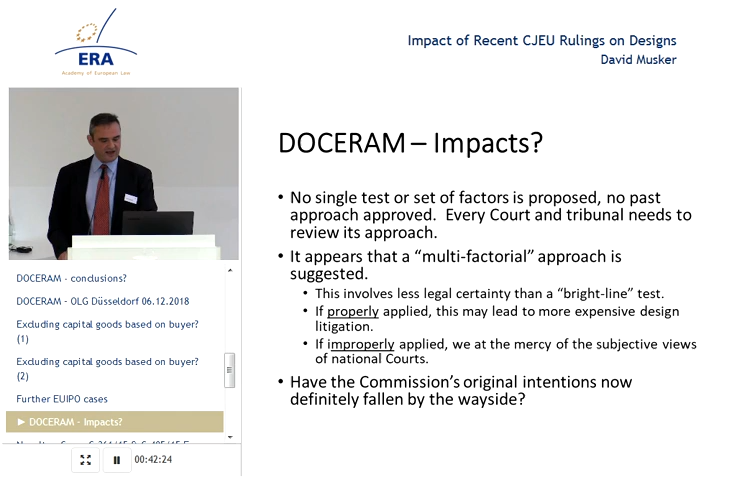 ERA
Academy of European Law
Impact of Recent CJEU Rulings on Designs
David Musker
DOCERAM - conclusions?
DOCERAM - OLG Düsseldorf 06.12.2018
Excluding capital goods based on buyer?
(1)
Excluding capital goods based on buyer?
(2)
Further EUIPO cases
► DOCERAM - Impacts?
00:42:24
DOCERAM – Impacts?
• No single test or set of factors is proposed, no past
approach approved. Every Court and tribunal needs to
review its approach.
• It appears that a “multi-factorial” approach is
suggested.
• This involves less legal certainty than a “bright-line” test.
• If properly applied, this may lead to more expensive design
litigation.
• If improperly applied, we at the mercy of the subjective views
of national Courts.
• Have the Commission’s original intentions now
definitely fallen by the wayside?